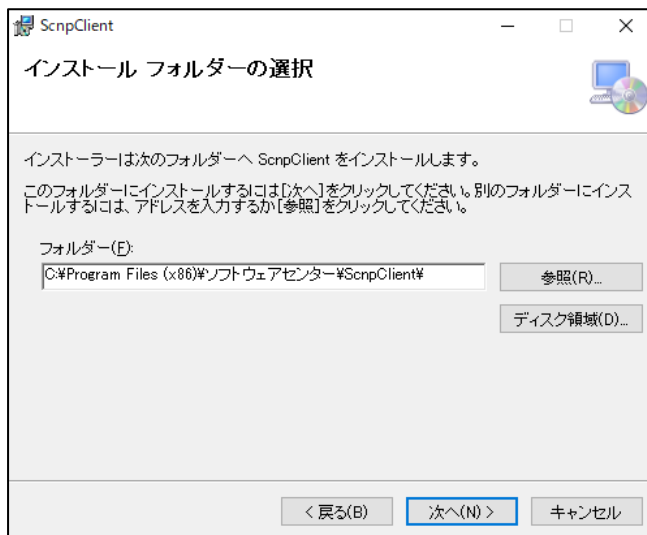 ScnpClient
インストール フォルダーの選択
インストーラーは次のフォルダーへ ScnpClient をインストールします。
このフォルダーにインストールするには[次へ]をクリックしてください。別のフォルダーにインス
トールするには、アドレスを入力するか[参照]をクリックしてください。
フォルダー(F):
C:¥Program Files (x86)¥ソフトウェアセンター¥ScnpClient¥
参照(R)...
ディスク領域(D)...
< 戻る(B)
次へ(N) >
キャンセル